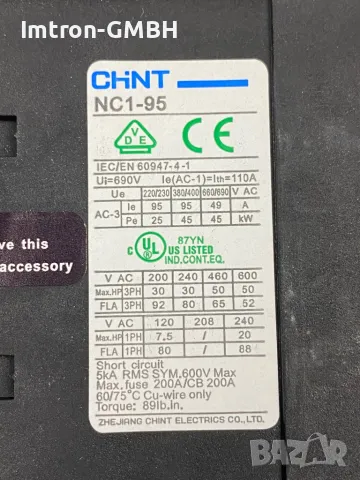 Imtron-GMBH
CHINT
NC1-95
DVE
CE
IEC/EN 60947-4-1
Ui=690V Ie(AC-1)=Ith=110A
Ue 220/230 380/400 660/690 V AC
AC-3 Ie 95 95 49 A
Pe 25 45 45 kW
ve this
accessory
87YN
C UL US LISTED
IND.CONT.EQ.
V AC 200 240 460 600
Max.HP 3PH 30 30 50 50
FLA 3PH 92 80 65 52
V AC 120 208 240
Max.HP 1PH 7.5 / 20
FLA 1PH 80 / 88
Short circuit
5kA RMS SYM.600V Max
Max.fuse 200A/CB 200A
60/75°C Cu-wire only
Torque: 89lb.in.
ZHEJIANG CHINT ELECTRICS CO.,LTD.
BAZAR